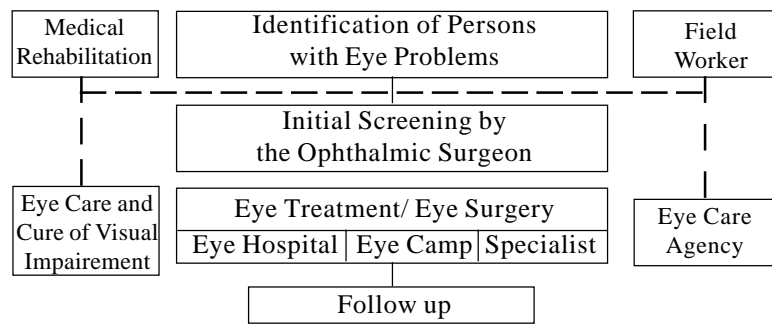 Medical
Rehabilitation
Identification of Persons
with Eye Problems
Field
Worker
Initial Screening by
the Ophthalmic Surgeon
Eye Care and
Cure of Visual
Impairement
Eye Treatment/ Eye Surgery
Eye Hospital Eye Camp Specialist
Eye Care
Agency
Follow up